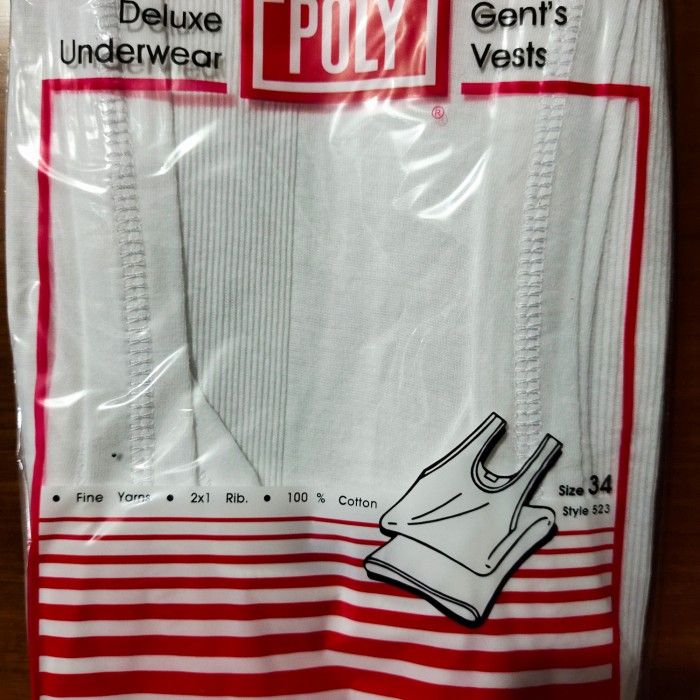 Deluxe
Underwear
POLY
®
Gent's
Vests
• Fine Yarns • 2x1 Rib. • 100 % Cotton
Size 34
Style 523